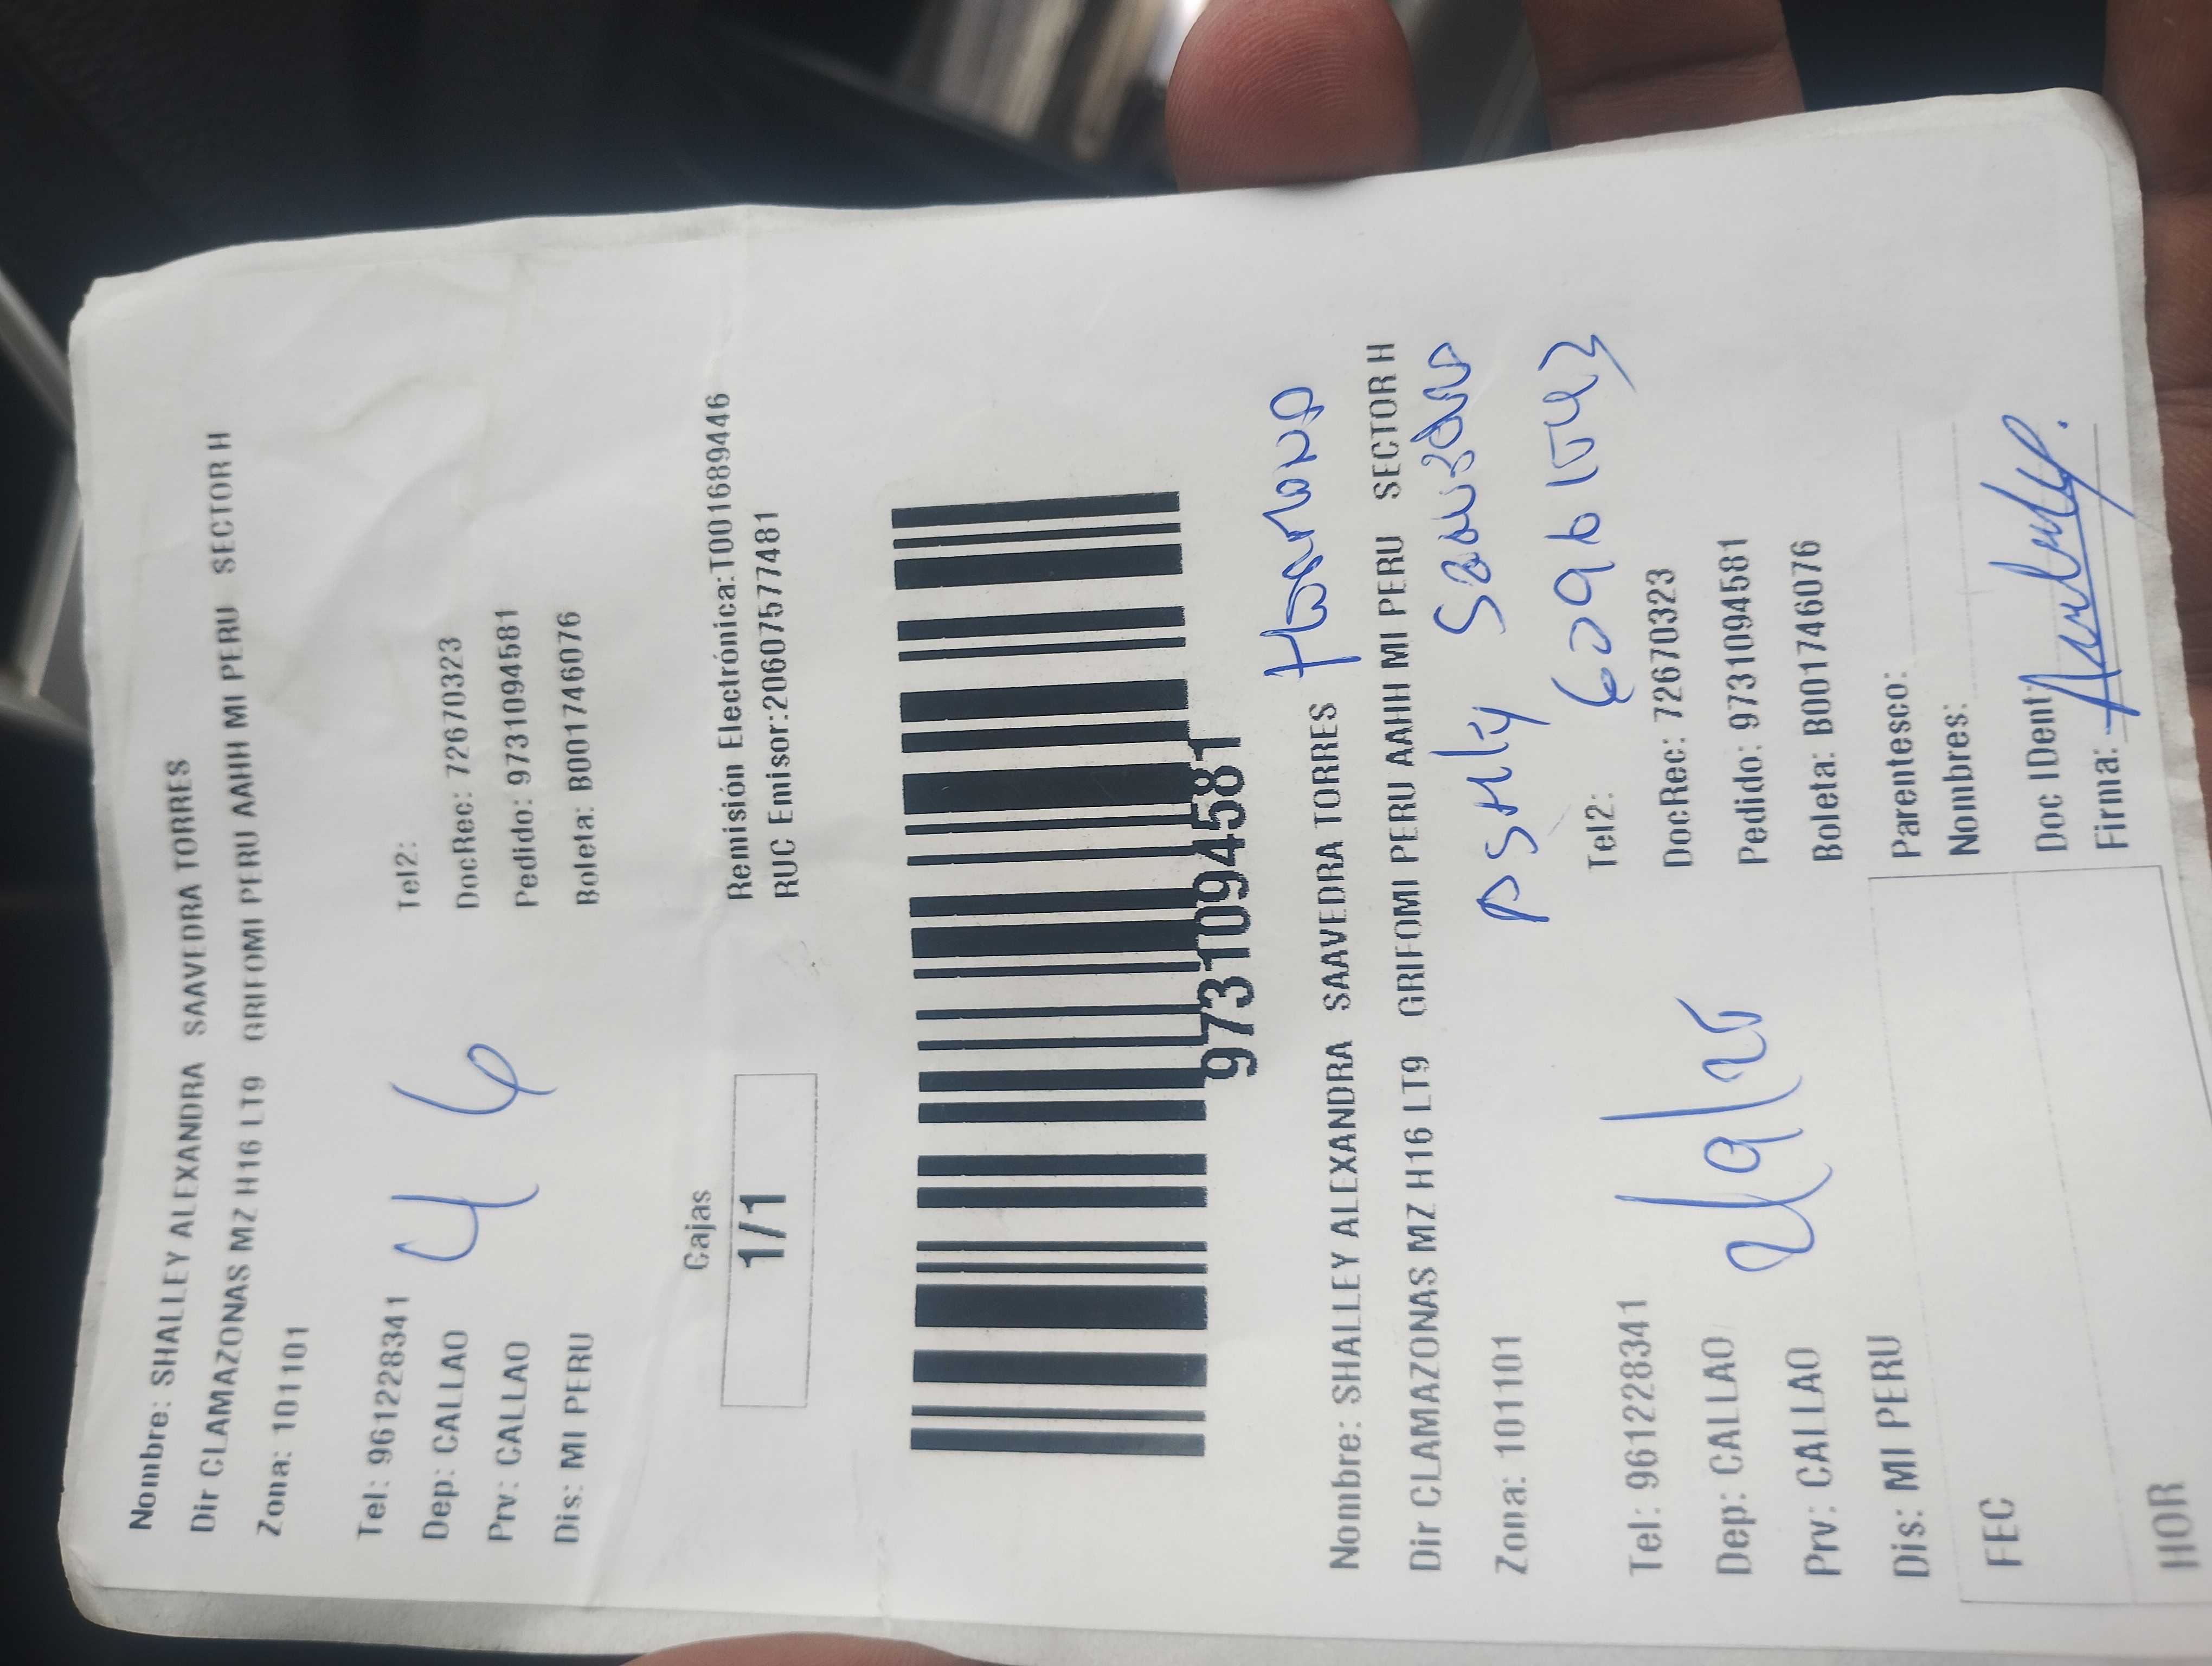 Nombre: SHALLEY ALEXANDRA SAAVEDRA TORRES
Dir CLAMAZONAS MZ H16 LT9 GRIFOMI PERU AAHH MI PERU SECTOR H
Zona: 101101
Tel: 961228341 Tel2:
Dep: CALLAO DocRec: 72670323
Prv: CALLAO Pedido: 9731094581
Dis: MI PERU Boleta: B001746076
46
Cajas
1/1
Remisión Electrónica:T001689446
RUC Emisor:20607577481
9731094581
Hermana
Nombre: SHALLEY ALEXANDRA SAAVEDRA TORRES
Dir CLAMAZONAS MZ H16 LT9 GRIFOMI PERU AAHH MI PERU SECTOR H
Zona: 101101
Tel: 961228341 Tel2:
Dep: CALLAO DocRec: 72670323
Prv: CALLAO Pedido: 9731094581
Dis: MI PERU Boleta: B001746076
Parentesco:
Nombres:
Doc IDent:
Firma:
FEC
HOR